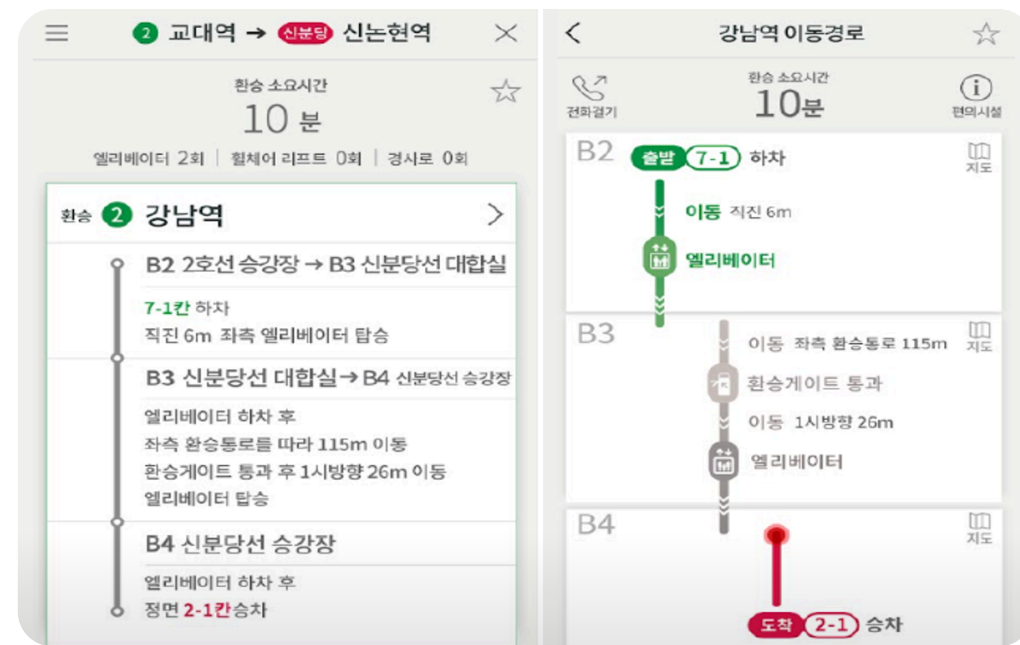 2 교대역 → 신분당 신논현역
환승 소요시간
10 분
엘리베이터 2회 | 휠체어 리프트 0회 | 경사로 0회
환승 2 강남역
B2 2호선 승강장 → B3 신분당선 대합실
7-1칸 하차
직진 6m 좌측 엘리베이터 탑승
B3 신분당선 대합실→B4 신분당선 승강장
엘리베이터 하차 후
좌측 환승통로를 따라 115m 이동
환승게이트 통과 후 1시방향 26m 이동
엘리베이터 탑승
B4 신분당선 승강장
엘리베이터 하차 후
정면 2-1칸승차
강남역 이동경로
전화걸기
환승 소요시간
10분
편의시설
B2 출발 7-1 하차
지도
이동 직진 6m
엘리베이터
B3
지도
이동 좌측 환승통로 115m
환승게이트 통과
이동 1시방향 26m
엘리베이터
B4
지도
도착 2-1 승차